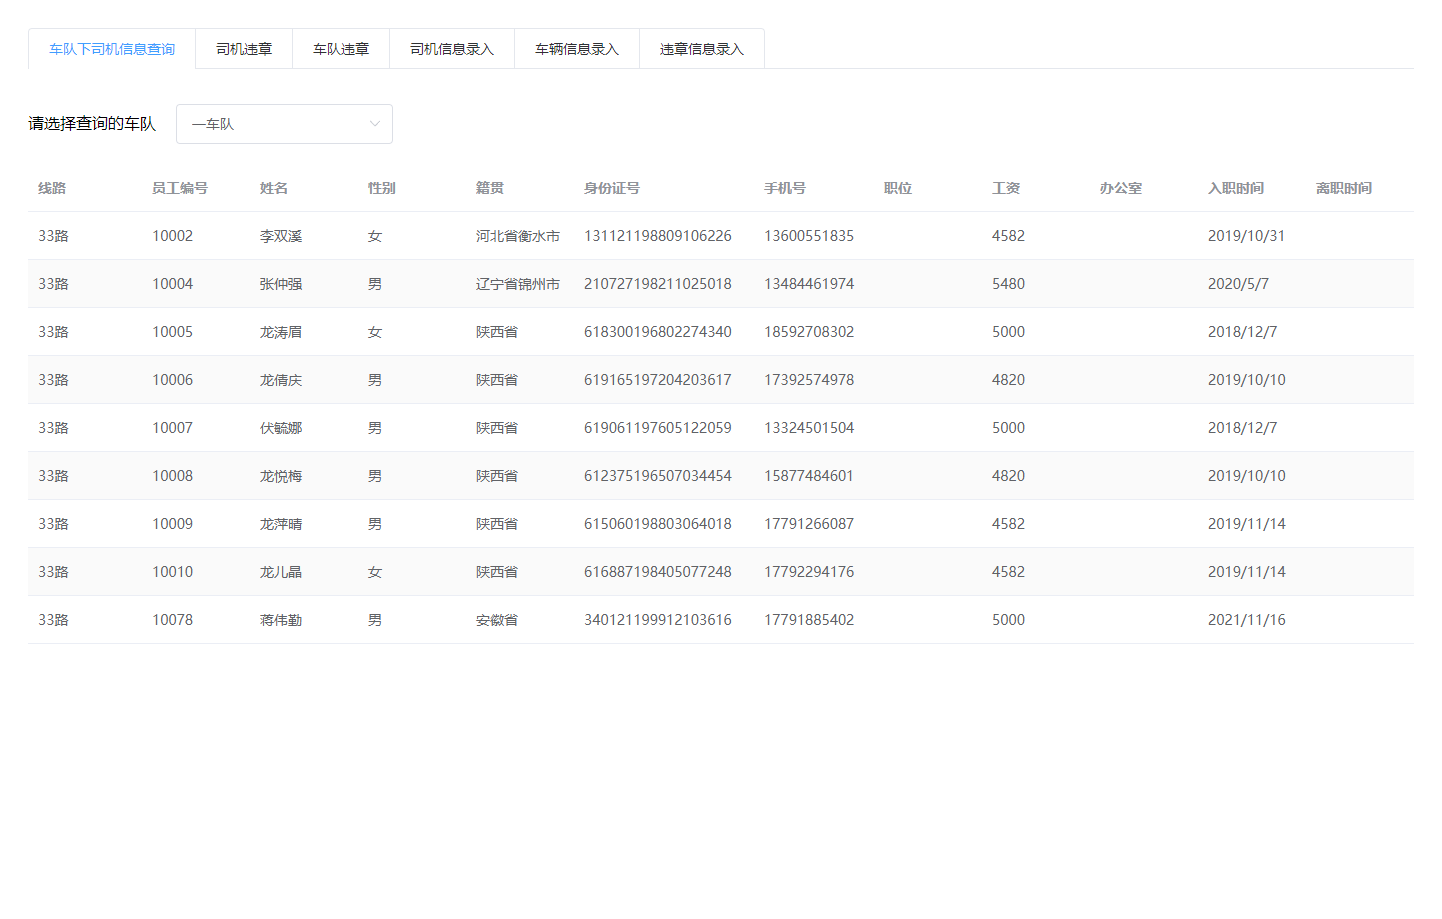 车队下司机信息查询 司机违章 车队违章 司机信息录入 车辆信息录入 违章信息录入
请选择查询的车队 一车队
线路 员工编号 姓名 性别 籍贯 身份证号 手机号 职位 工资 办公室 入职时间 离职时间
33路 10002 李双溪 女 河北省衡水市 131121198809106226 13600551835 4582 2019/10/31
33路 10004 张仲强 男 辽宁省锦州市 210727198211025018 13484461974 5480 2020/5/7
33路 10005 龙涛眉 女 陕西省 618300196802274340 18592708302 5000 2018/12/7
33路 10006 龙倩庆 男 陕西省 619165197204203617 17392574978 4820 2019/10/10
33路 10007 伏毓娜 男 陕西省 619061197605122059 13324501504 5000 2018/12/7
33路 10008 龙悦梅 男 陕西省 612375196507034454 15877484601 4820 2019/10/10
33路 10009 龙萍晴 男 陕西省 615060198803064018 17791266087 4582 2019/11/14
33路 10010 龙儿晶 女 陕西省 616887198405077248 17792294176 4582 2019/11/14
33路 10078 蒋伟勤 男 安徽省 340121199912103616 17791885402 5000 2021/11/16